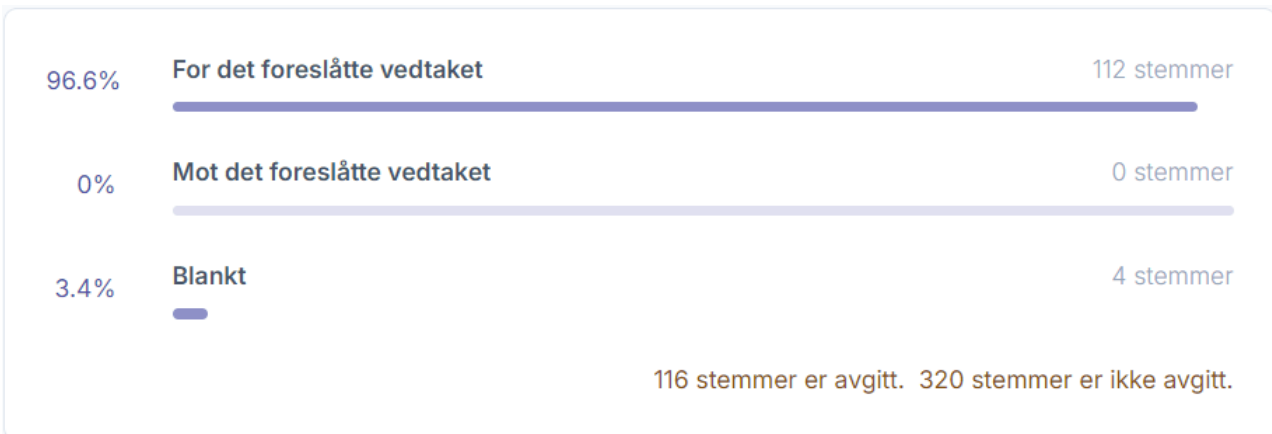 96.6%
For det foreslåtte vedtaket
112 stemmer
0%
Mot det foreslåtte vedtaket
0 stemmer
3.4%
Blankt
4 stemmer
116 stemmer er avgitt.  320 stemmer er ikke avgitt.